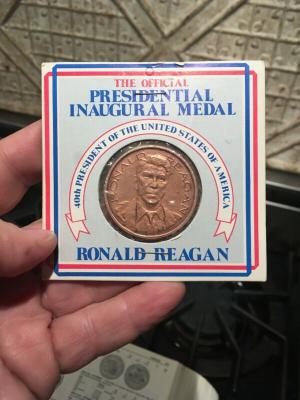 THE OFFICIAL
PRESIDENTIAL
INAUGURAL MEDAL
40th PRESIDENT OF THE UNITED STATES OF AMERICA
RONALD REAGAN
RONALD REAGAN